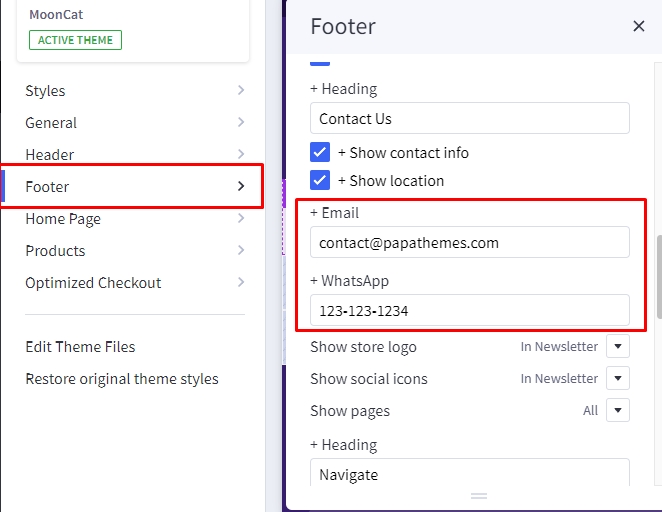 MoonCat
ACTIVE THEME
Styles
General
Header
Footer
Home Page
Products
Optimized Checkout
Edit Theme Files
Restore original theme styles
Footer
+ Heading
Contact Us
+ Show contact info
+ Show location
+ Email
contact@papathemes.com
+ WhatsApp
123-123-1234
Show store logo In Newsletter
Show social icons In Newsletter
Show pages All
+ Heading
Navigate